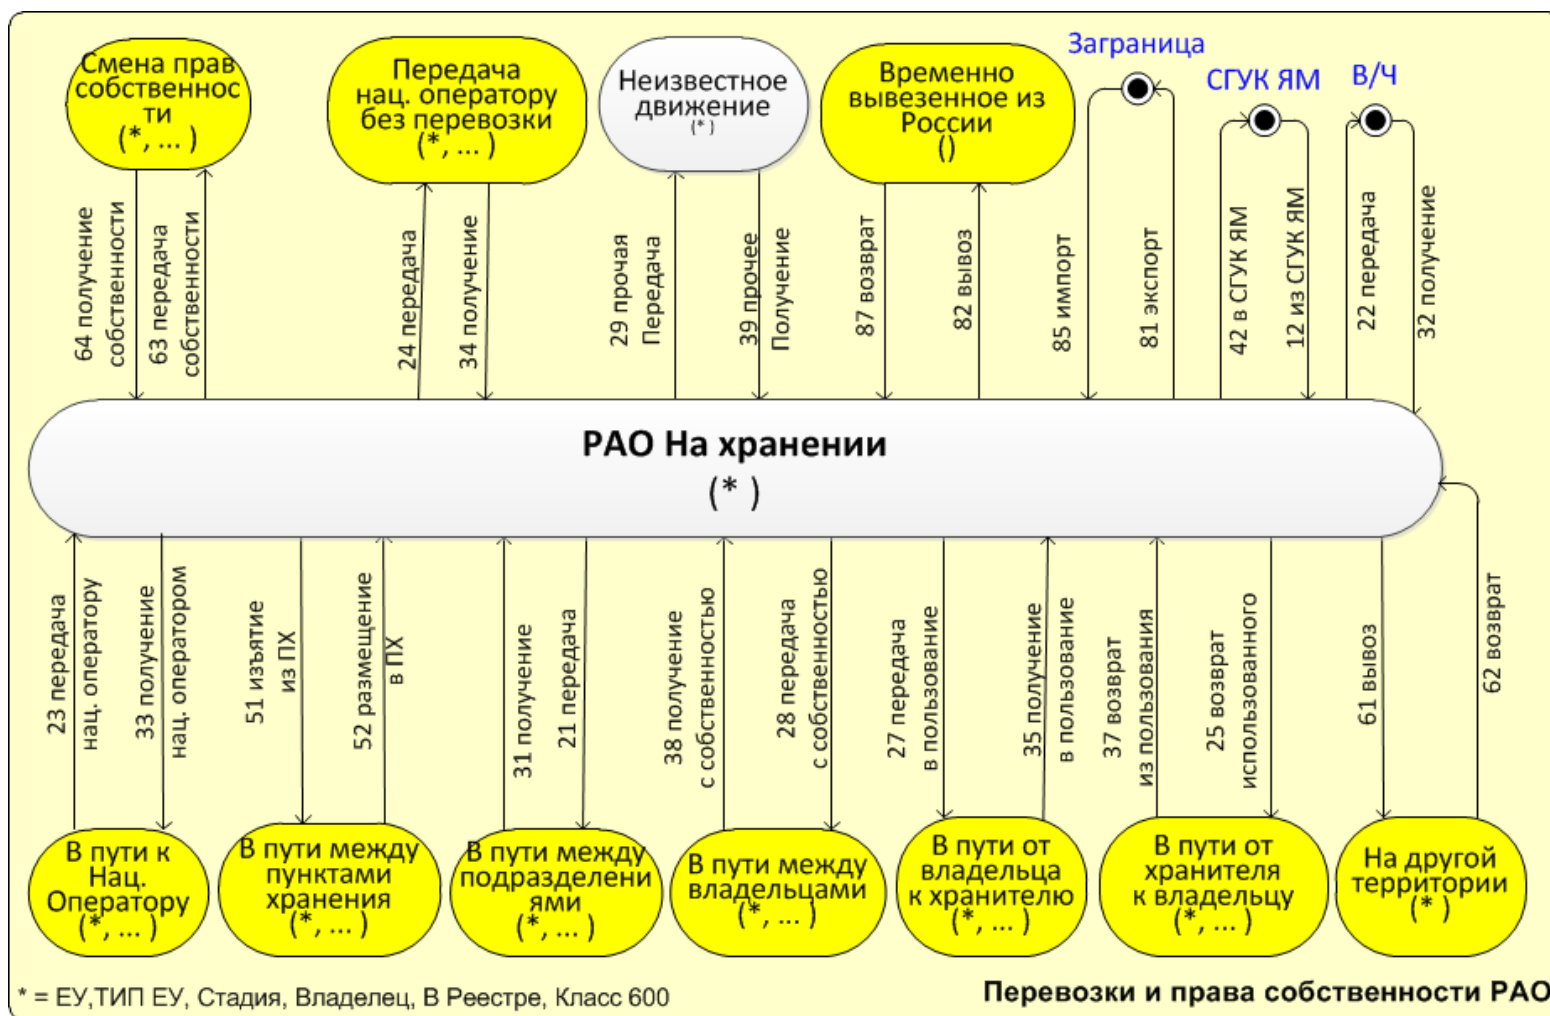 Смена прав
собственнос
ти
(*, ... )
Передача
нац. оператору
без перевозки
(*, ... )
Неизвестное
движение
(* )
Временно
вывезенное из
России
()
Заграница
СГУК ЯМ
В/Ч
64 получение
собственности
63 передача
собственности
24 передача
34 получение
29 прочая
Передача
39 прочее
Получение
87 возврат
82 вывоз
85 импорт
81 экспорт
42 в СГУК ЯМ
12 из СГУК ЯМ
22 передача
32 получение
РАО На хранении
(* )
23 передача
нац. оператору
33 получение
нац. оператором
51 изъятие
из ПХ
52 размещение
в ПХ
31 получение
21 передача
38 получение
с собственностью
28 передача
с собственностью
27 передача
в пользование
35 получение
в пользование
37 возврат
из пользования
25 возврат
использованного
61 вывоз
62 возврат
В пути к
Нац.
Оператору
(*, ... )
В пути между
пунктами
хранения
(*, ... )
В пути между
подразделени
ями
(*, ... )
В пути между
владельцами
(*, ... )
В пути от
владельца
к хранителю
(*, ... )
В пути от
хранителя
к владельцу
(*, ... )
На другой
территории
(* )
* = ЕУ,ТИП ЕУ, Стадия, Владелец, В Реестре, Класс 600
Перевозки и права собственности РАО